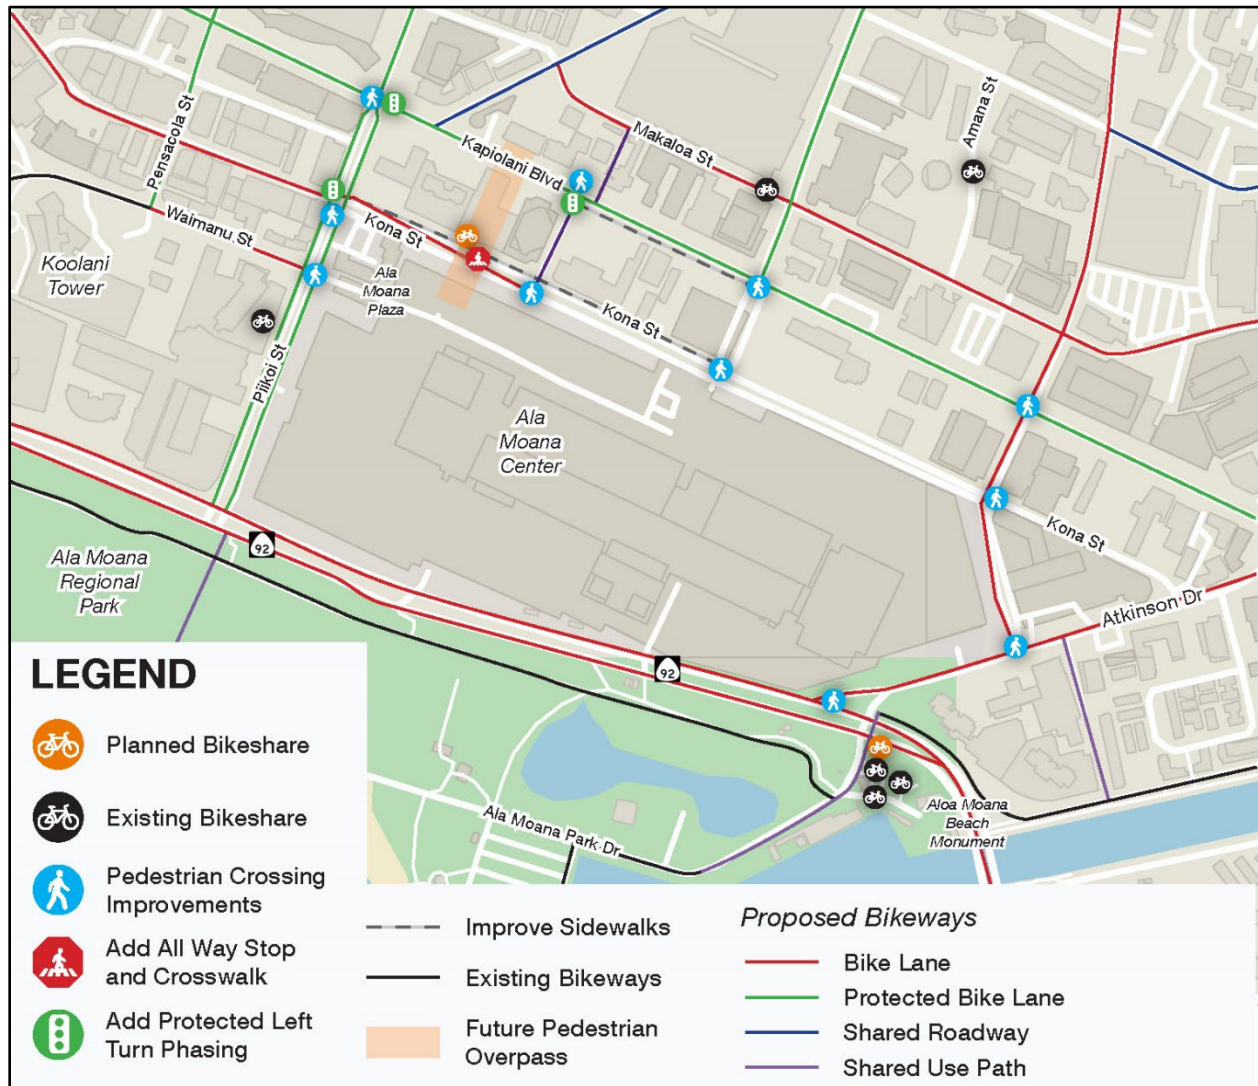 Pensacola St
Kapiolani Blvd
Makaloa St
Amana St
Waimanu St
Kona St
Koolani
Tower
Ala
Moana
Plaza
Kona St
Piikoi St
Ala
Moana
Center
Kona St
92
Ala Moana
Regional
Park
Atkinson Dr
92
Ala Moana Park Dr
Aloa Moana
Beach
Monument
LEGEND
Planned Bikeshare
Existing Bikeshare
Pedestrian Crossing
Improvements
Add All Way Stop
and Crosswalk
Add Protected Left
Turn Phasing
Improve Sidewalks
Existing Bikeways
Future Pedestrian
Overpass
Proposed Bikeways
Bike Lane
Protected Bike Lane
Shared Roadway
Shared Use Path